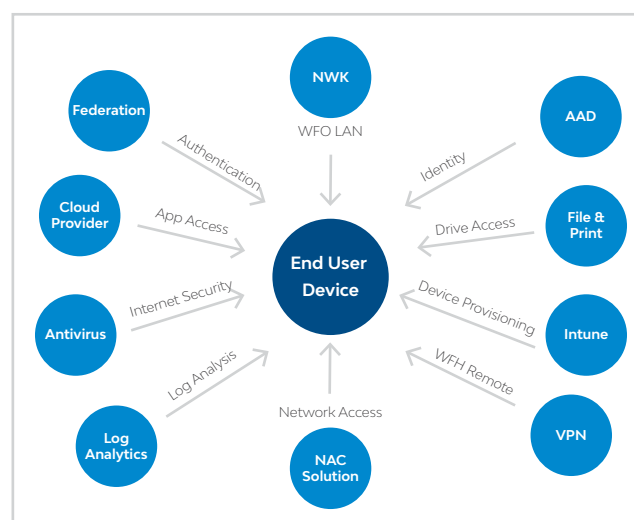 NWK
WFO LAN
Federation
Authentication
AAD
Identity
Cloud
Provider
App Access
File &
Print
Drive Access
End User
Device
Antivirus
Internet Security
Intune
Device Provisioning
Log
Analytics
Log Analysis
VPN
WFH Remote
Network Access
NAC
Solution